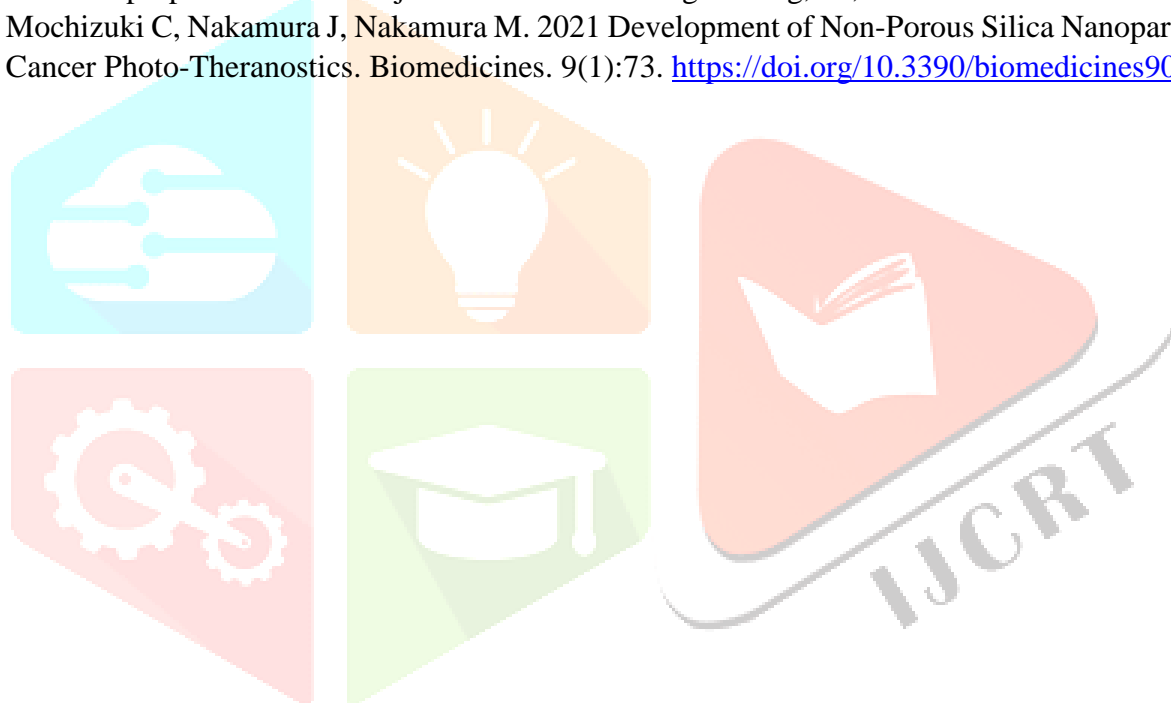 Mochizuki C, Nakamura J, Nakamura M. 2021 Development of Non-Porous Silica Nanopar
Cancer Photo-Theranostics. Biomedicines. 9(1):73. https://doi.org/10.3390/biomedicines90
IJCRT